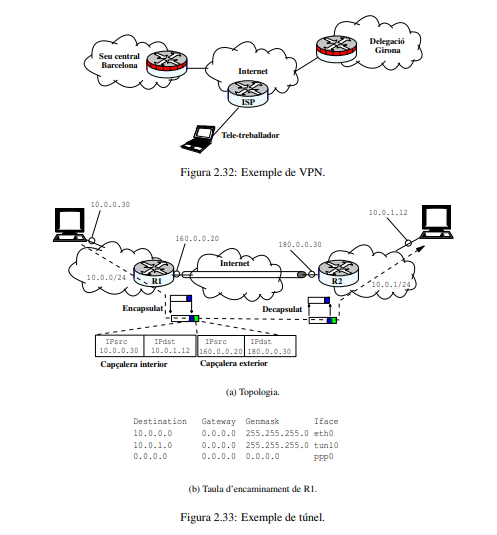 Seu central
Barcelona
Internet
ISP
Delegació
Girona
Tele-treballador
Figura 2.32: Exemple de VPN.
10.0.0.30
10.0.1.12
160.0.0.20
180.0.0.30
Internet
10.0.0/24
R1
R2
10.0.1/24
Encapsulat
Decapsulat
IPsrc IPdst IPsrc IPdst
10.0.0.30 10.0.1.12 160.0.0.20 180.0.0.30
Capçalera interior Capçalera exterior
(a) Topologia.
Destination Gateway Genmask Iface
10.0.0.0 0.0.0.0 255.255.255.0 eth0
10.0.1.0 0.0.0.0 255.255.255.0 tunl0
0.0.0.0 0.0.0.0 0.0.0.0 ppp0
(b) Taula d'encaminament de R1.
Figura 2.33: Exemple de túnel.